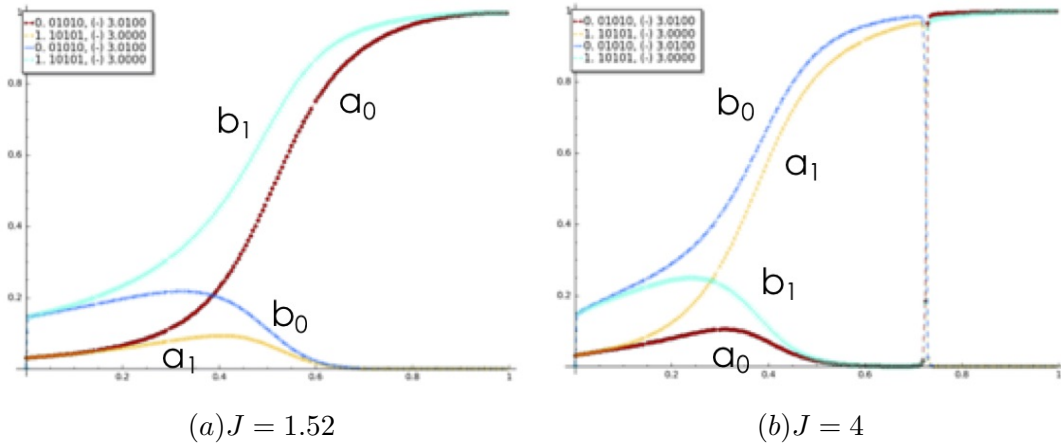 0. 01010, (-) 3.0100
1. 10101, (-) 3.0000
0. 01010, (-) 3.0100
1. 10101, (-) 3.0000
0.8
0.6
0.4
0.2
b₁
a₀
b₀
a₁
0.2 0.4 0.6 0.8 1
(a)J = 1.52
1
0. 01010, (-) 3.0100
1. 10101, (-) 3.0000
0. 01010, (-) 3.0100
1. 10101, (-) 3.0000
0.8
0.6
0.4
0.2
b₀
a₁
b₁
a₀
0.2 0.4 0.6 0.8 1
(b)J = 4